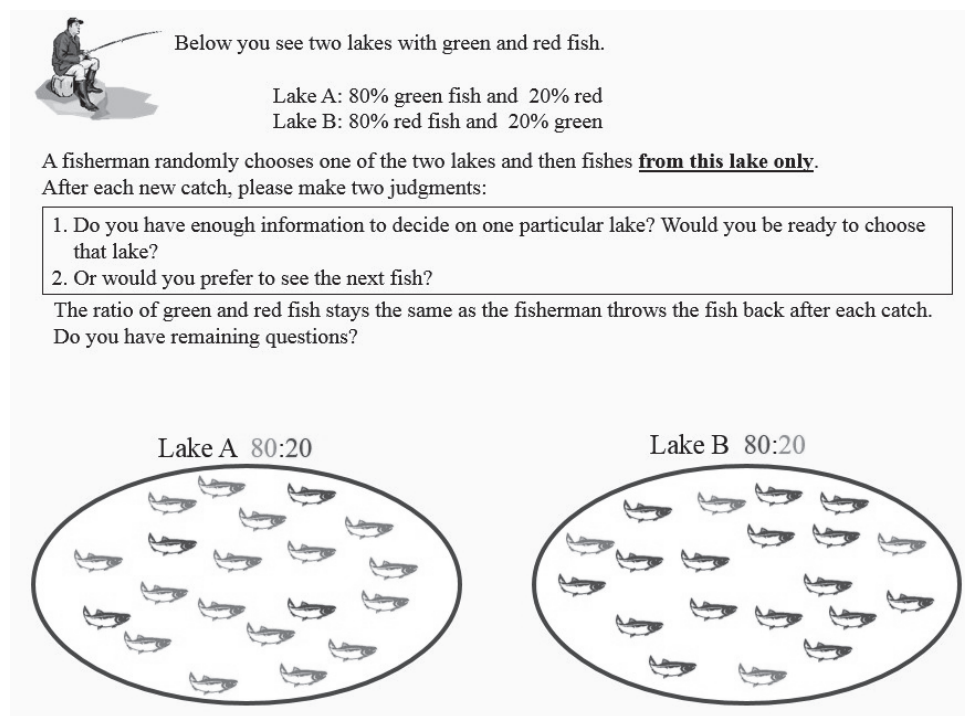 Below you see two lakes with green and red fish.
Lake A: 80% green fish and 20% red
Lake B: 80% red fish and 20% green
A fisherman randomly chooses one of the two lakes and then fishes from this lake only.
After each new catch, please make two judgments:
1. Do you have enough information to decide on one particular lake? Would you be ready to choose
that lake?
2. Or would you prefer to see the next fish?
The ratio of green and red fish stays the same as the fisherman throws the fish back after each catch.
Do you have remaining questions?
Lake A 80:20
Lake B 80:20